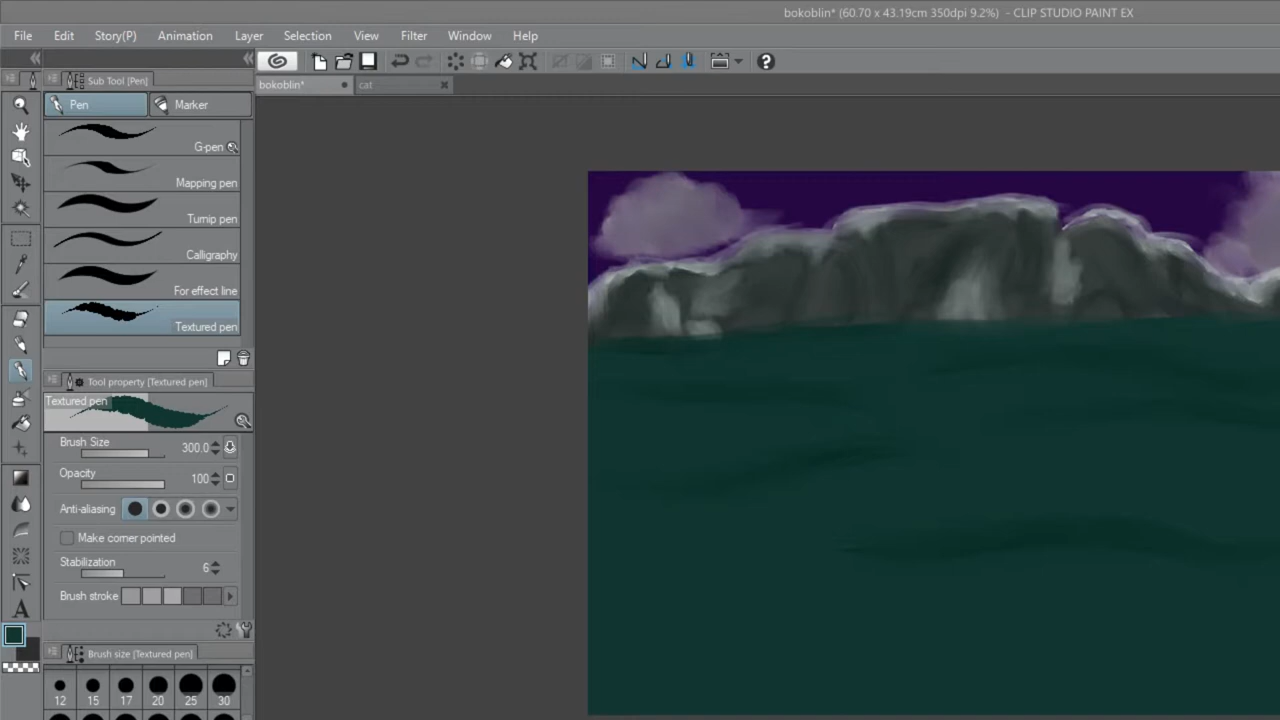 bokoblin* (60.70 x 43.19cm 350dpi 9.2%) - CLIP STUDIO PAINT EX
File Edit Story(P) Animation Layer Selection Filter View Window Help
Sub Tool [Pen]
bokoblin* cat
Pen Marker
G-pen
Mapping pen
Turnip pen
Calligraphy
For effect line
Textured pen
Tool property [Textured pen]
Textured pen
Brush Size 300.0
Opacity 100
Anti-aliasing
Make corner pointed
Stabilization 6
Brush stroke
A
Brush size [Textured pen]
12 15 17 20 25 30